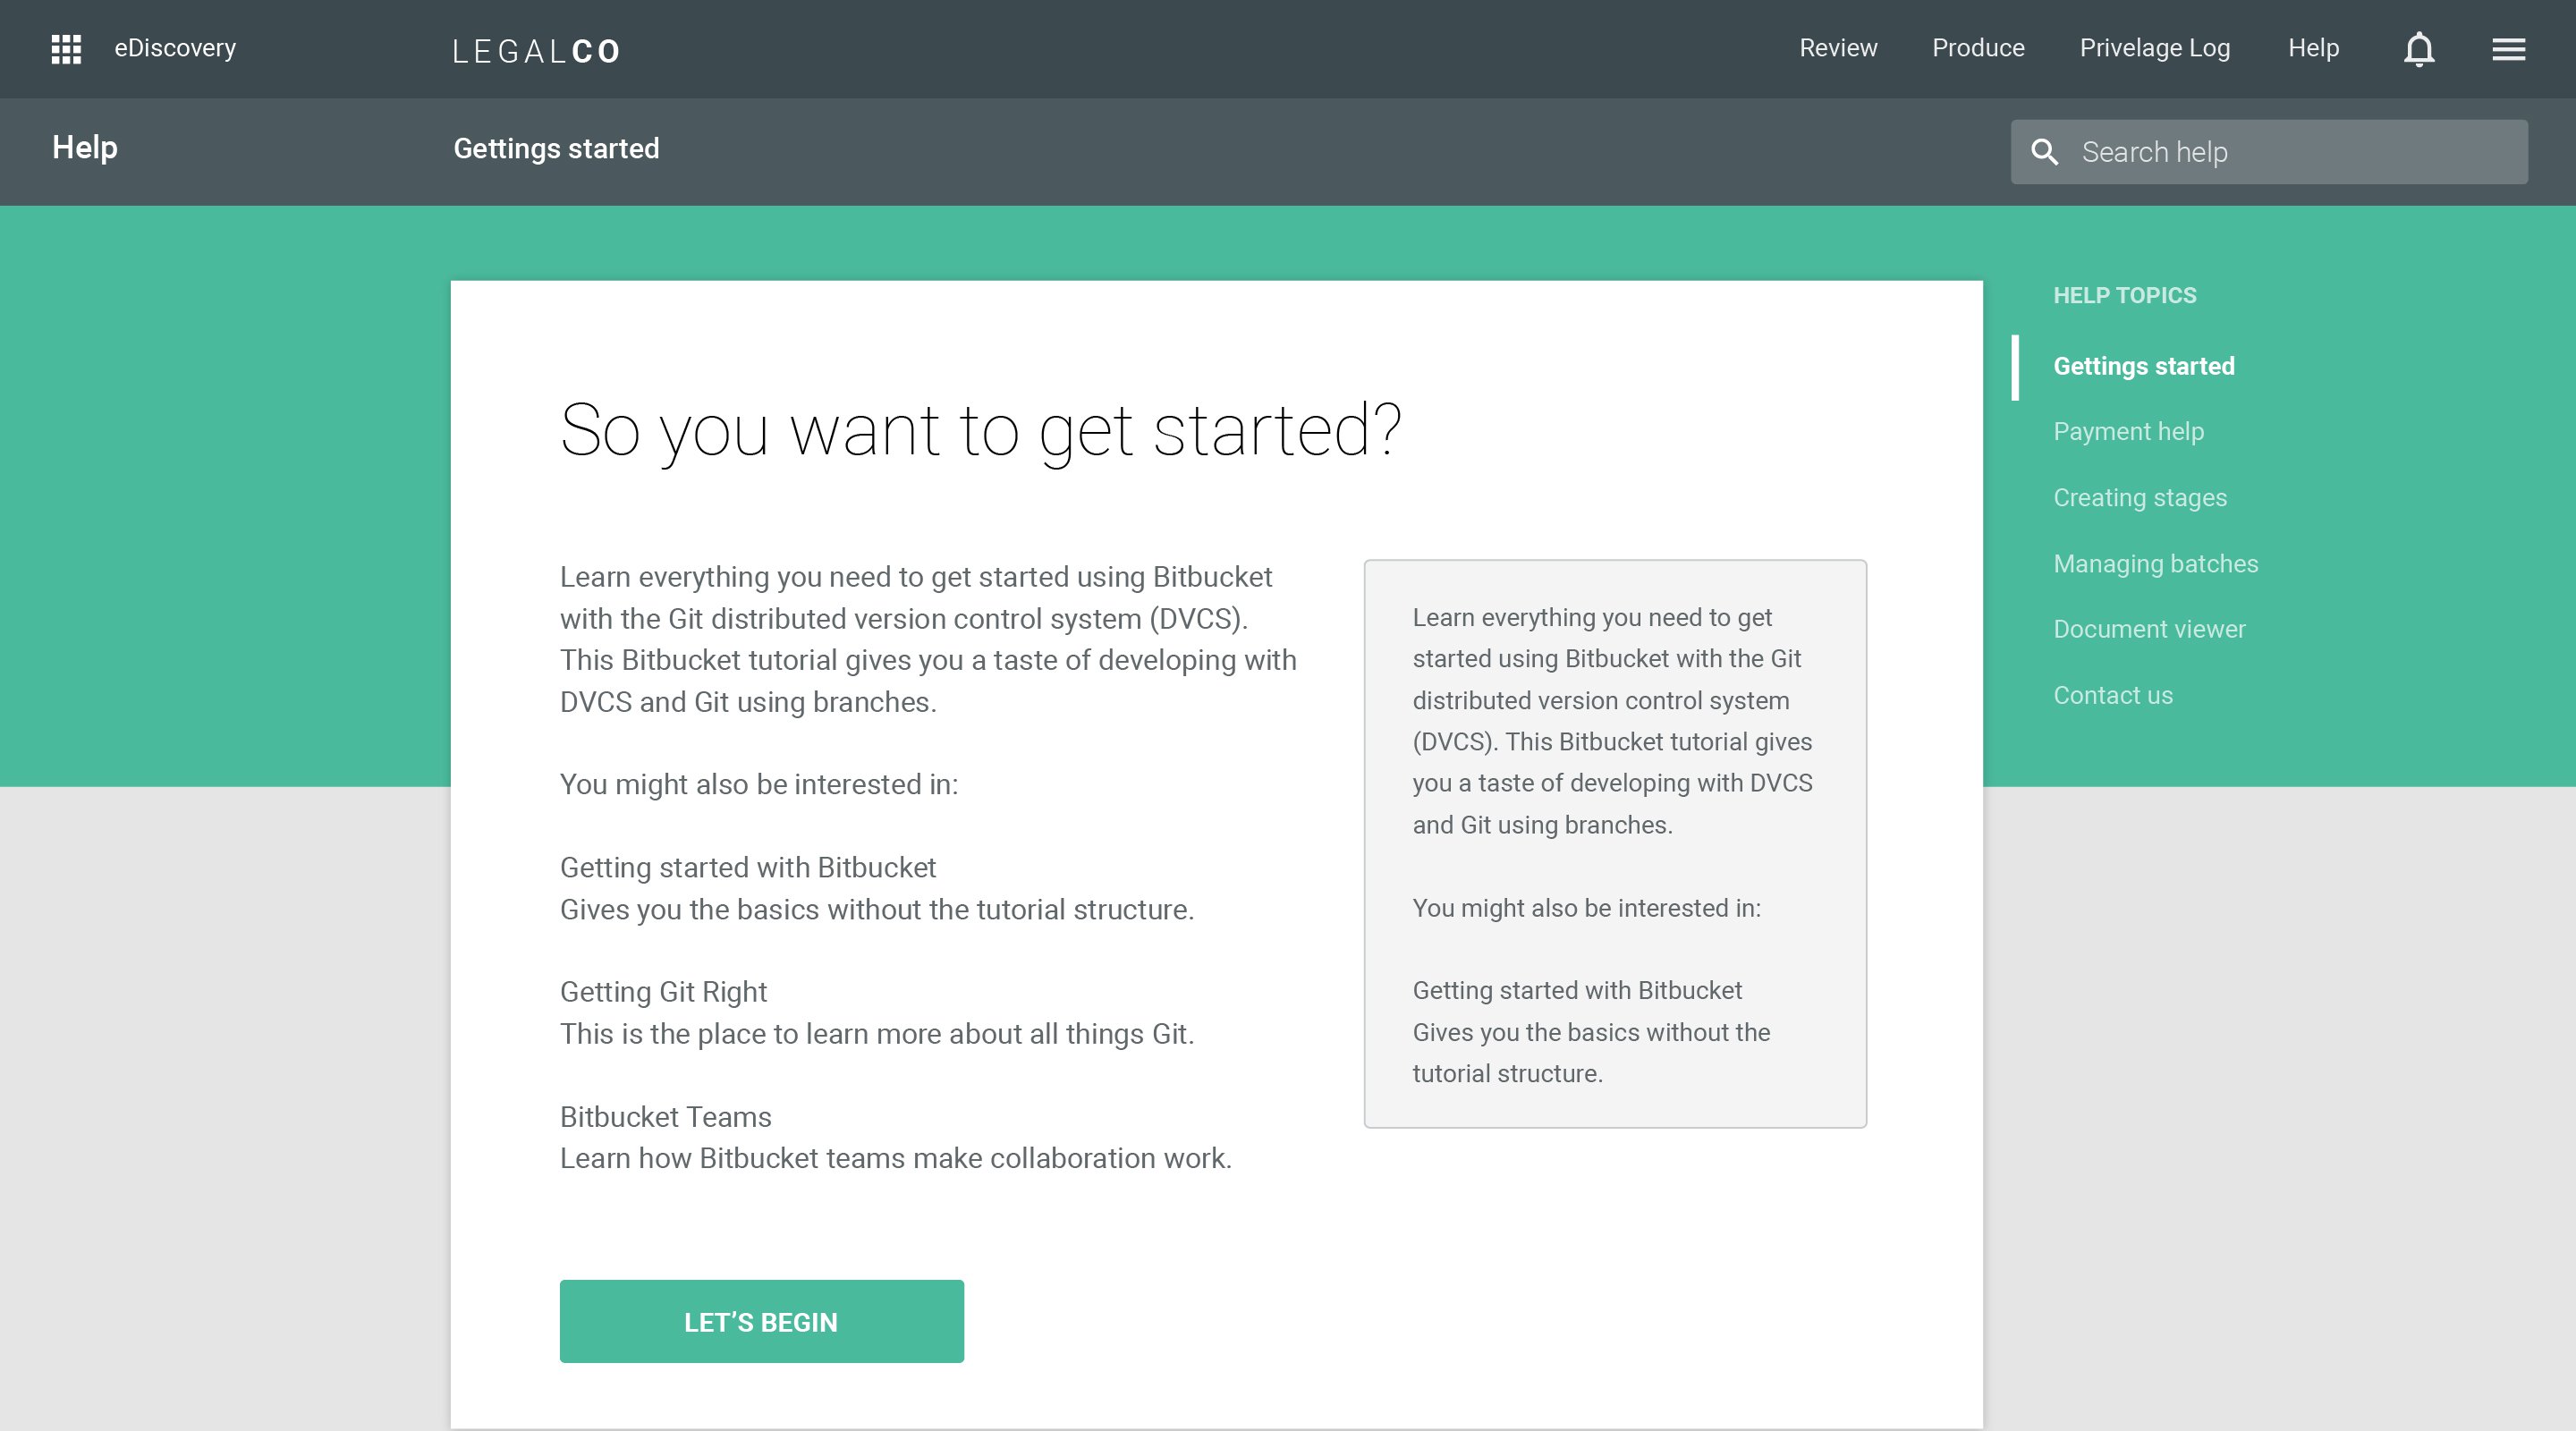 eDiscovery
LEGALCO
Review
Produce
Privelage Log
Help
Help
Gettings started
Search help
So you want to get started?
Learn everything you need to get started using Bitbucket
with the Git distributed version control system (DVCS).
This Bitbucket tutorial gives you a taste of developing with
DVCS and Git using branches.
You might also be interested in:
Getting started with Bitbucket
Gives you the basics without the tutorial structure.
Getting Git Right
This is the place to learn more about all things Git.
Bitbucket Teams
Learn how Bitbucket teams make collaboration work.
LET’S BEGIN
Learn everything you need to get
started using Bitbucket with the Git
distributed version control system
(DVCS). This Bitbucket tutorial gives
you a taste of developing with DVCS
and Git using branches.
You might also be interested in:
Getting started with Bitbucket
Gives you the basics without the
tutorial structure.
HELP TOPICS
Gettings started
Payment help
Creating stages
Managing batches
Document viewer
Contact us